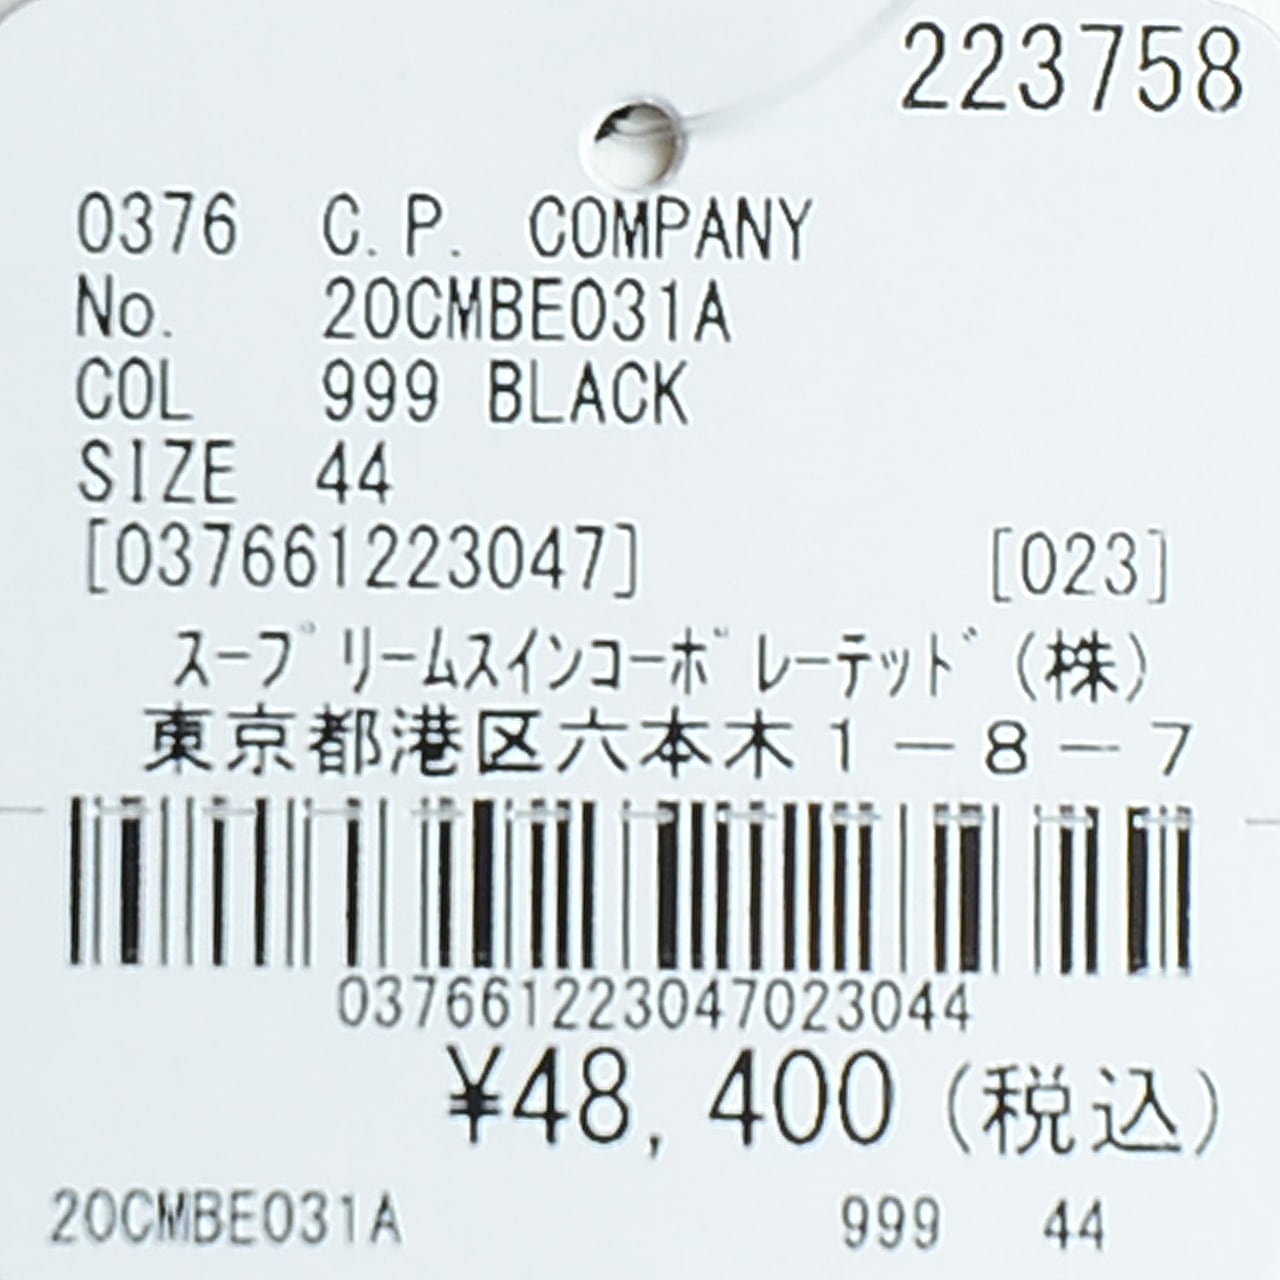 223758
0376 C.P. COMPANY
No. 20CMBE031A
COL 999 BLACK
SIZE 44
[037661223047] [023]
ｽｰﾌﾟﾘｰﾑｽｲﾝｺｰﾎﾟﾚｰﾃｯﾄﾞ(株)
東京都港区六本木１－８－７
037661223047023044
¥48,400(税込)
20CMBE031A 999 44